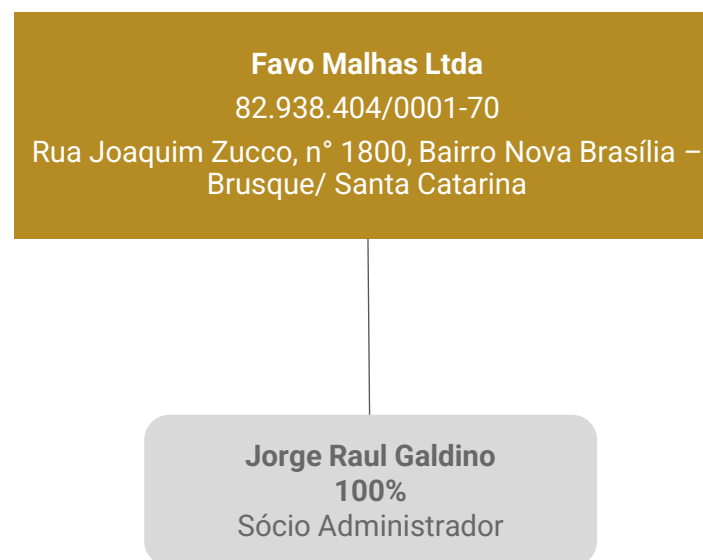 Favo Malhas Ltda
82.938.404/0001-70
Rua Joaquim Zucco, n° 1800, Bairro Nova Brasília –
Brusque/ Santa Catarina
Jorge Raul Galdino
100%
Sócio Administrador